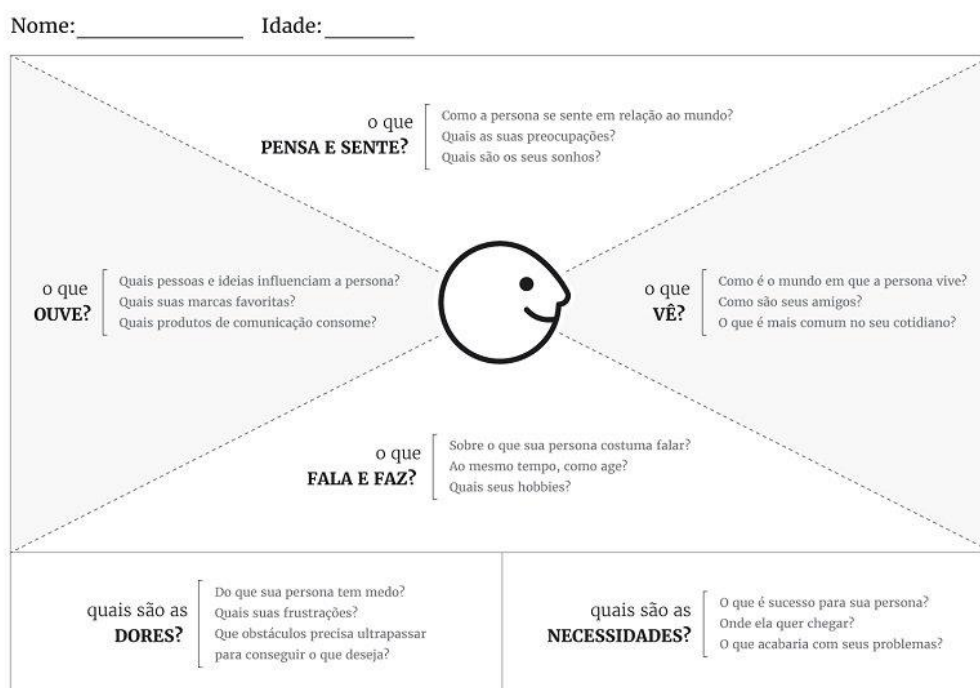 Nome: Idade:
o que
PENSA E SENTE?
Como a persona se sente em relação ao mundo?
Quais as suas preocupações?
Quais são os seus sonhos?
o que
OUVE?
Quais pessoas e ideias influenciam a persona?
Quais suas marcas favoritas?
Quais produtos de comunicação consome?
o que
VÊ?
Como é o mundo em que a persona vive?
Como são seus amigos?
O que é mais comum no seu cotidiano?
o que
FALA E FAZ?
Sobre o que sua persona costuma falar?
Ao mesmo tempo, como age?
Quais seus hobbies?
quais são as
DORES?
Do que sua persona tem medo?
Quais suas frustrações?
Que obstáculos precisa ultrapassar
para conseguir o que deseja?
quais são as
NECESSIDADES?
O que é sucesso para sua persona?
Onde ela quer chegar?
O que acabaria com seus problemas?